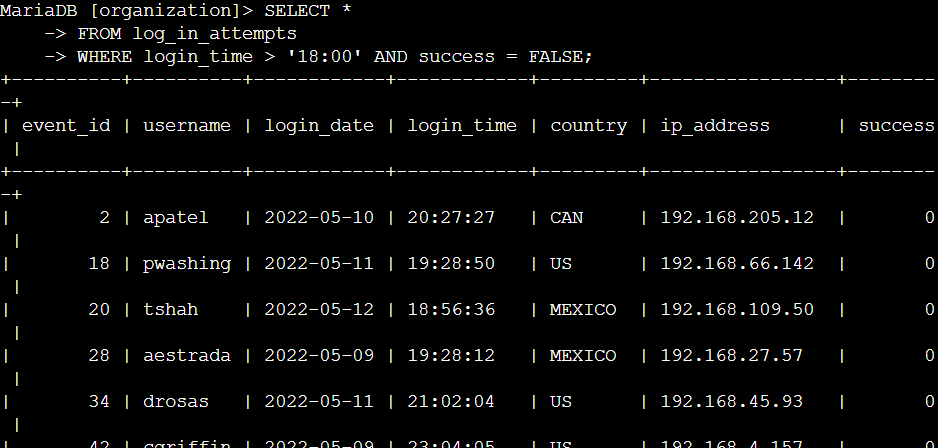 MariaDB [organization]> SELECT *
    -> FROM log_in_attempts
    -> WHERE login_time > '18:00' AND success = FALSE;
+----------+----------+------------+------------+---------+-----------------+--------
-+
| event_id | username | login_date | login_time | country | ip_address      | success
 |
+----------+----------+------------+------------+---------+-----------------+--------
-+
|        2 | apatel   | 2022-05-10 | 20:27:27   | CAN     | 192.168.205.12  |       0
 |
|       18 | pwashing | 2022-05-11 | 19:28:50   | US      | 192.168.66.142  |       0
 |
|       20 | tshah    | 2022-05-12 | 18:56:36   | MEXICO  | 192.168.109.50  |       0
 |
|       28 | aestrada | 2022-05-09 | 19:28:12   | MEXICO  | 192.168.27.57   |       0
 |
|       34 | drosas   | 2022-05-11 | 21:02:04   | US      | 192.168.45.93   |       0
 |
|       42 | cgriffin | 2022-05-09 | 23:04:05   | US      | 192.168.4.157   |       0